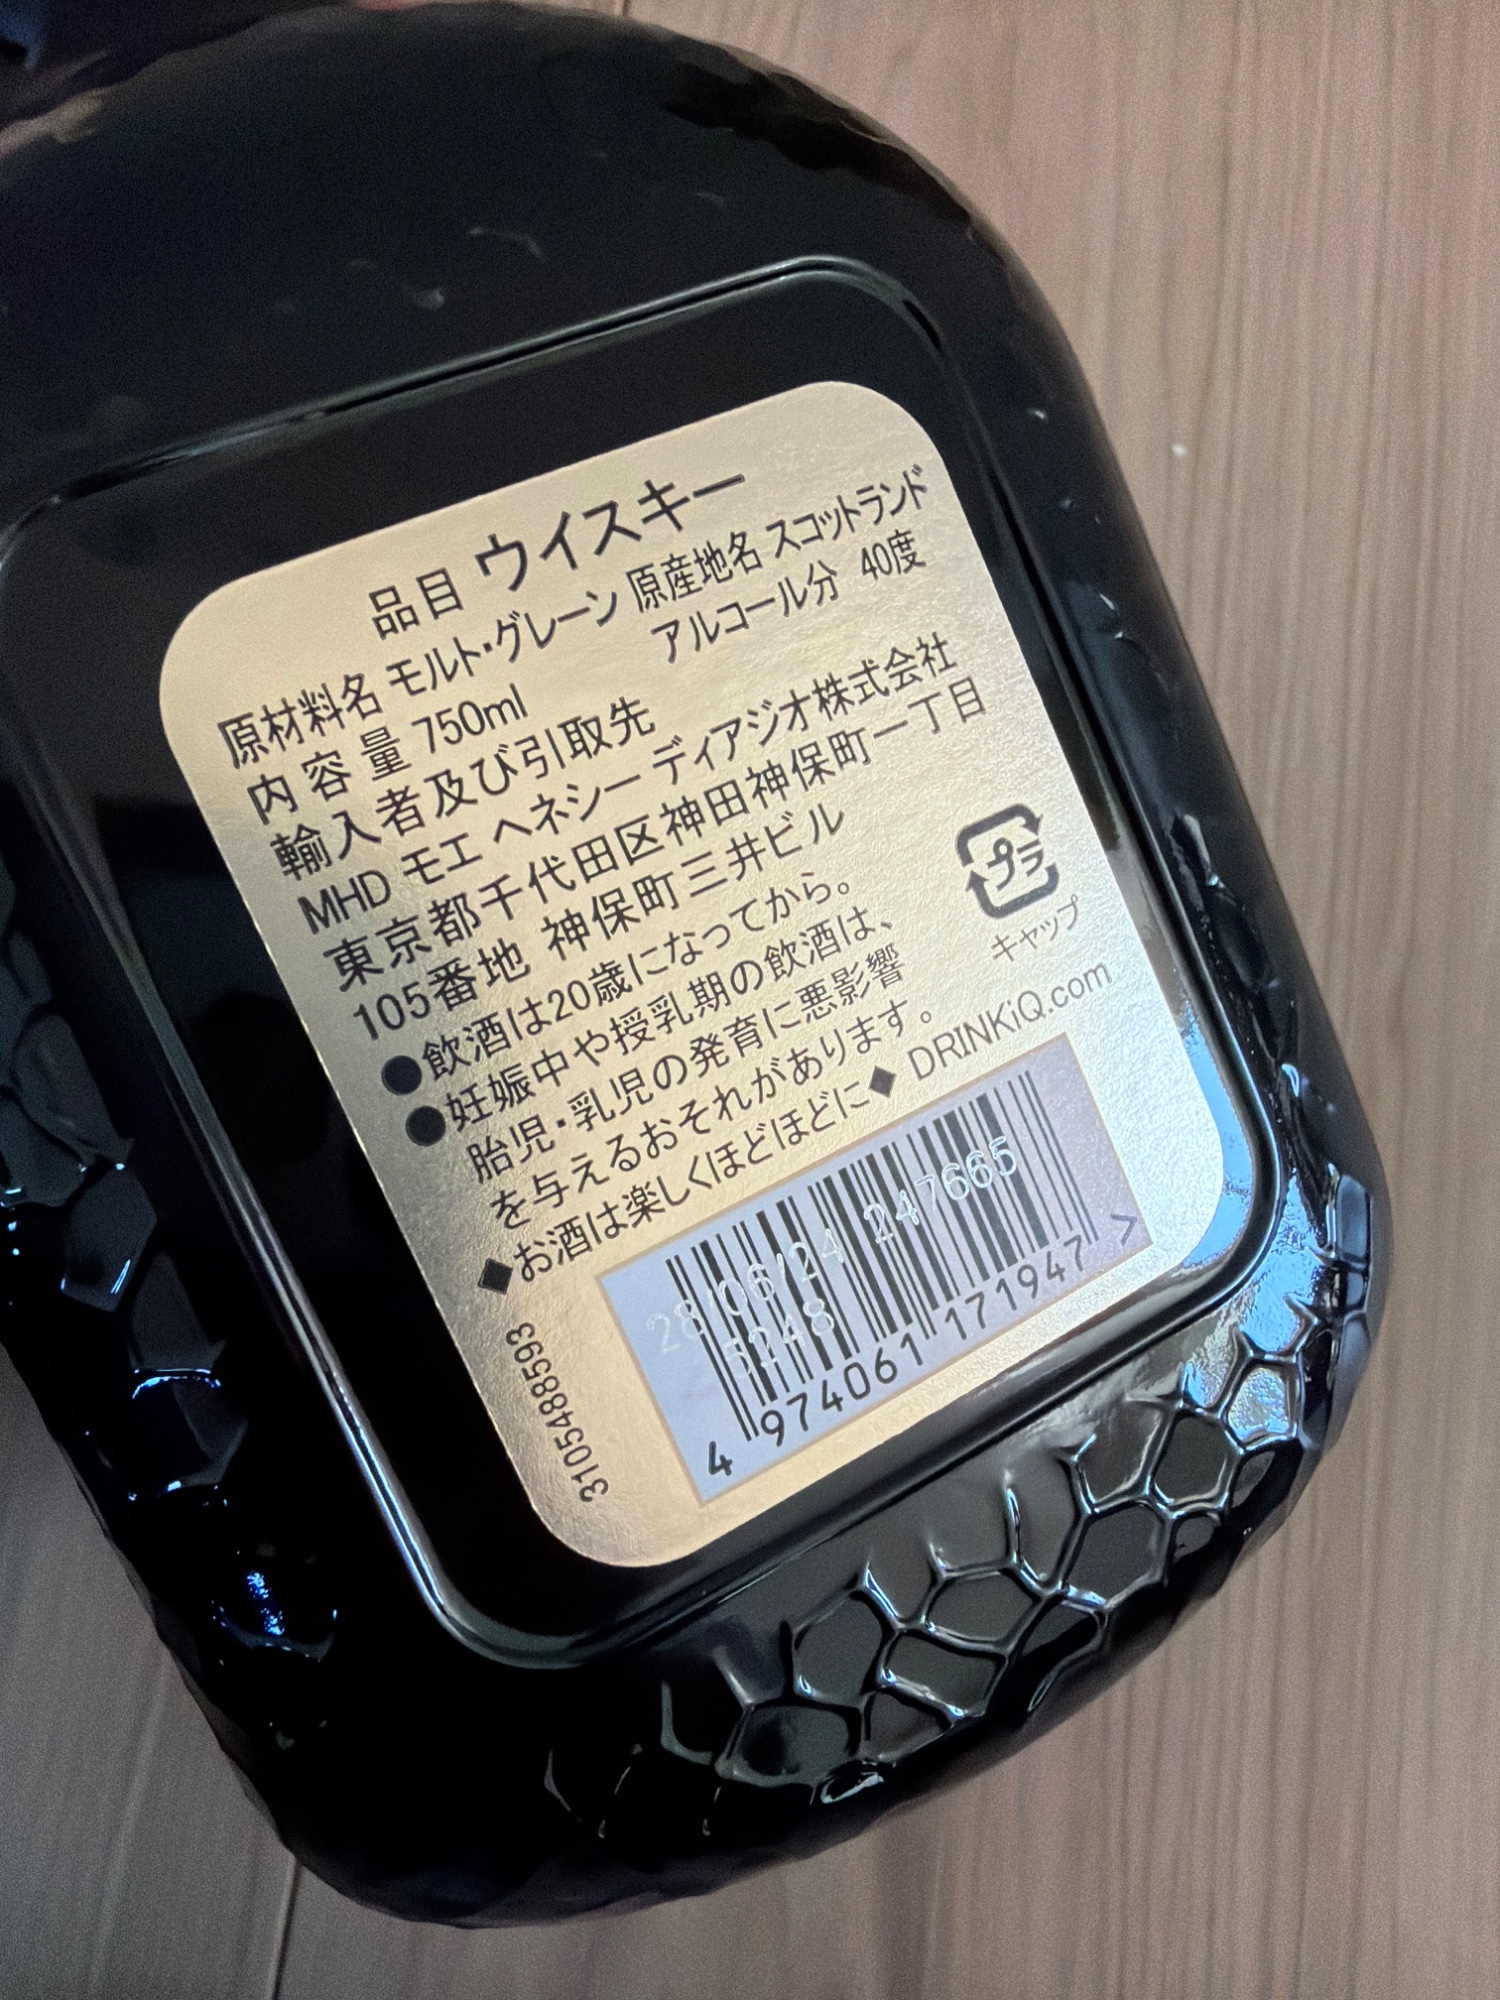 品目 ウイスキー
原材料名 モルト・グレーン 原産地名 スコットランド
内容量 750ml アルコール分 40度
輸入者及び引取先
MHD モエ ヘネシー ディアジオ株式会社
東京都千代田区神田神保町一丁目
105番地 神保町三井ビル
●飲酒は20歳になってから。
●妊娠中や授乳期の飲酒は、
胎児・乳児の発育に悪影響
を与えるおそれがあります。
◆お酒は楽しくほどほどに◆ DRINKiQ.com
プラ
キャップ
28/06/24 247665
3248
4 974061 171947 >
3105488593